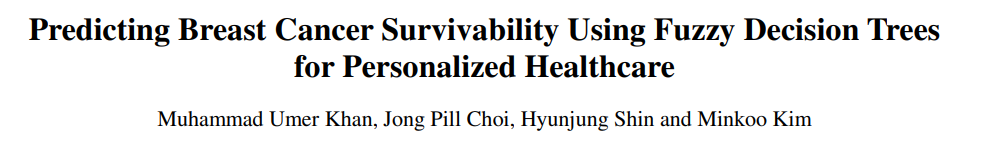 Predicting Breast Cancer Survivability Using Fuzzy Decision Trees
for Personalized Healthcare
Muhammad Umer Khan, Jong Pill Choi, Hyunjung Shin and Minkoo Kim